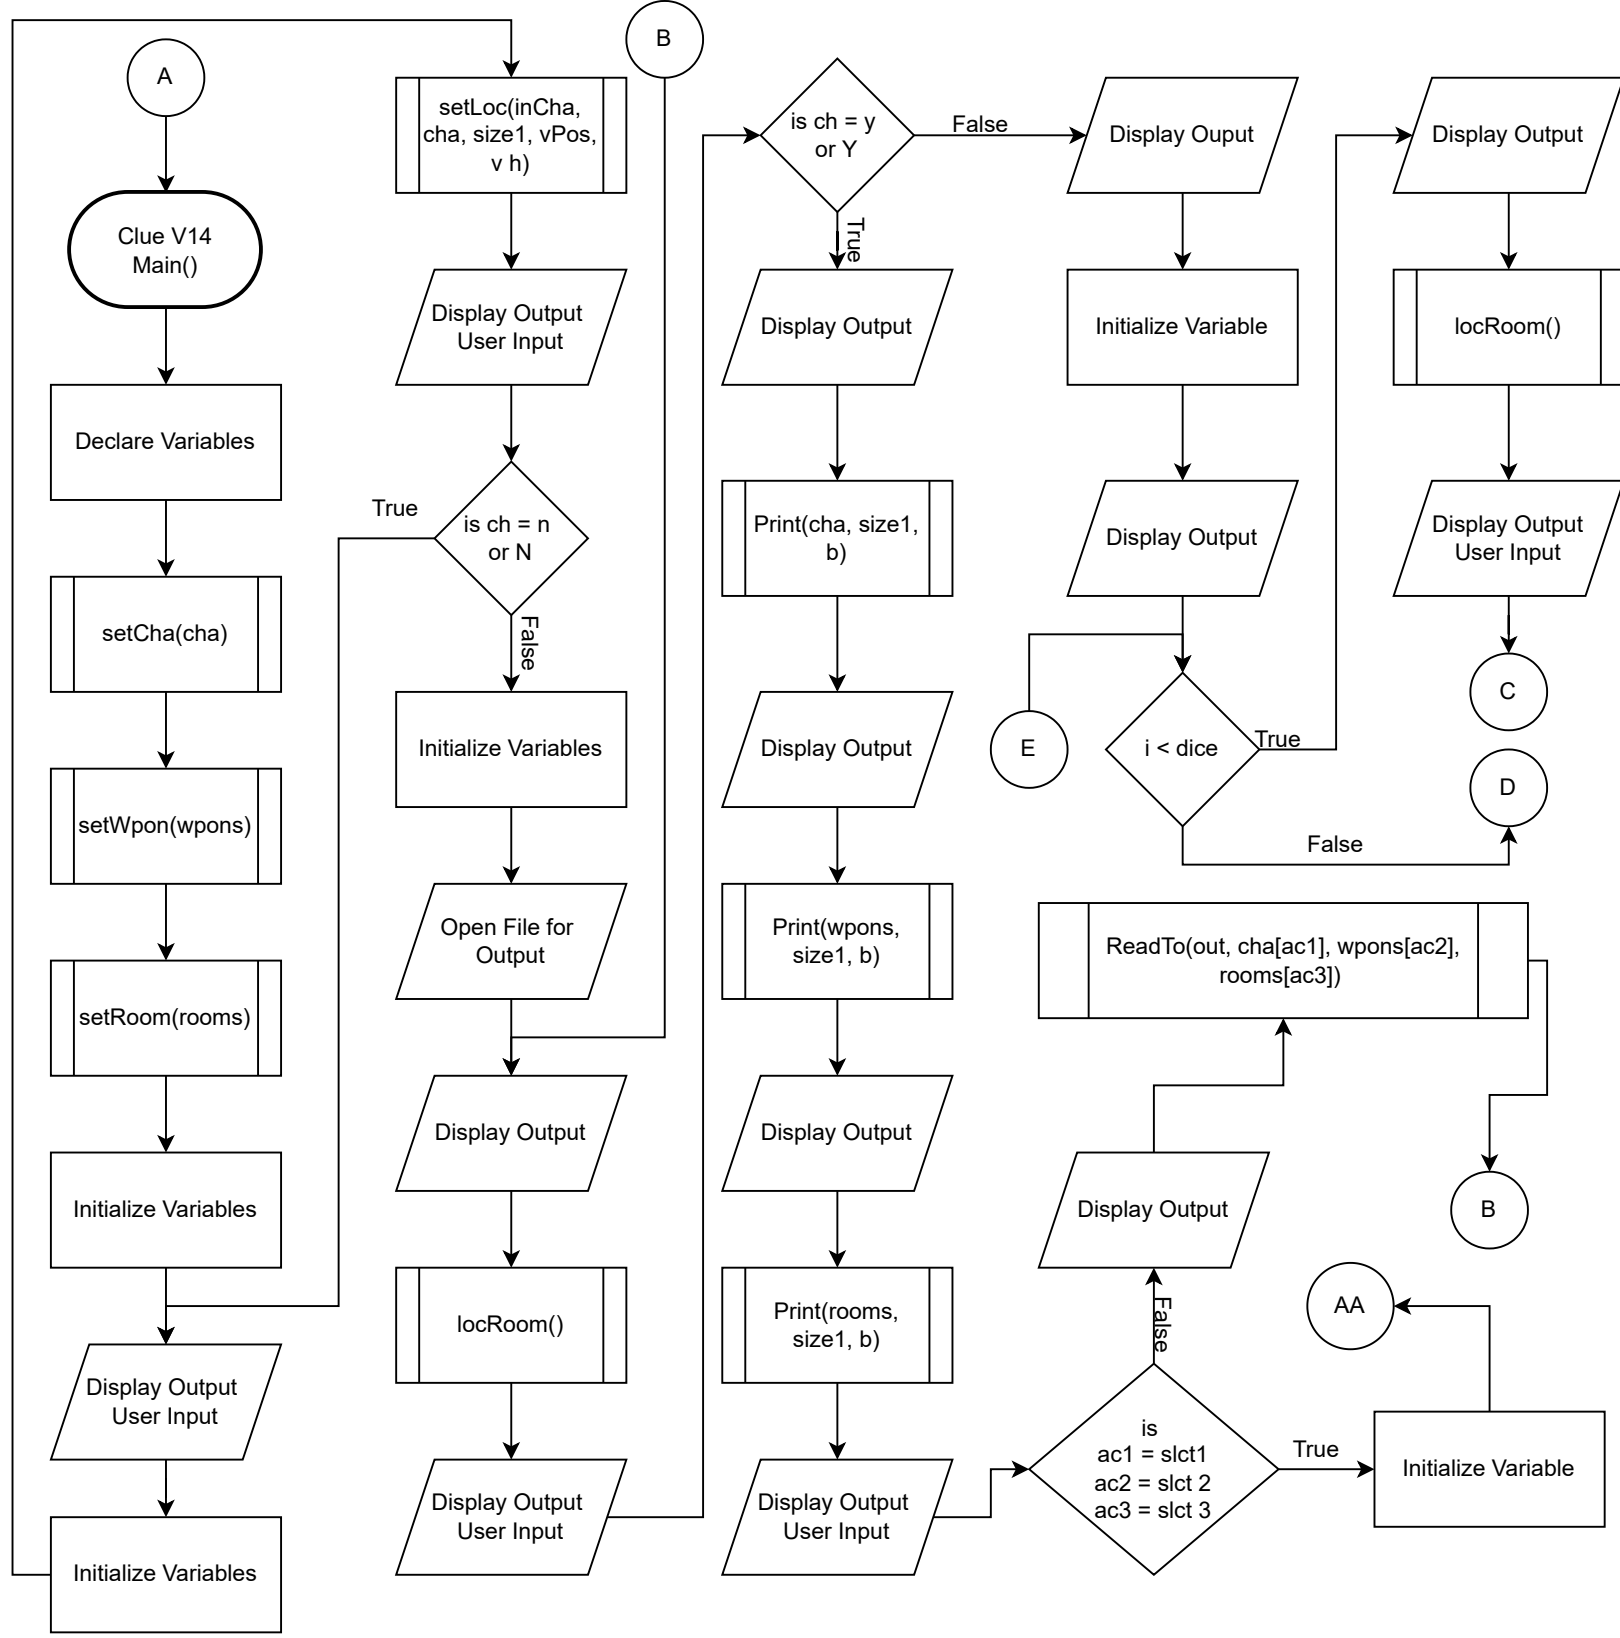 A
Clue V14
Main()
Declare Variables
setCha(cha)
setWpon(wpons)
setRoom(rooms)
Initialize Variables
Display Output
User Input
Initialize Variables
setLoc(inCha,
cha, size1, vPos,
v h)
Display Output
User Input
True
is ch = n
or N
False
Initialize Variables
Open File for
Output
Display Output
locRoom()
Display Output
User Input
B
is ch = y
or Y
False
True
Display Output
Print(cha, size1,
b)
Display Output
Print(wpons,
size1, b)
Display Output
Print(rooms,
size1, b)
Display Output
User Input
Display Ouput
Initialize Variable
Display Output
E
i < dice
True
False
Display Output
locRoom()
Display Output
User Input
C
D
ReadTo(out, cha[ac1], wpons[ac2],
rooms[ac3])
Display Output
B
AA
False
is
ac1 = slct1
ac2 = slct 2
ac3 = slct 3
True
Initialize Variable